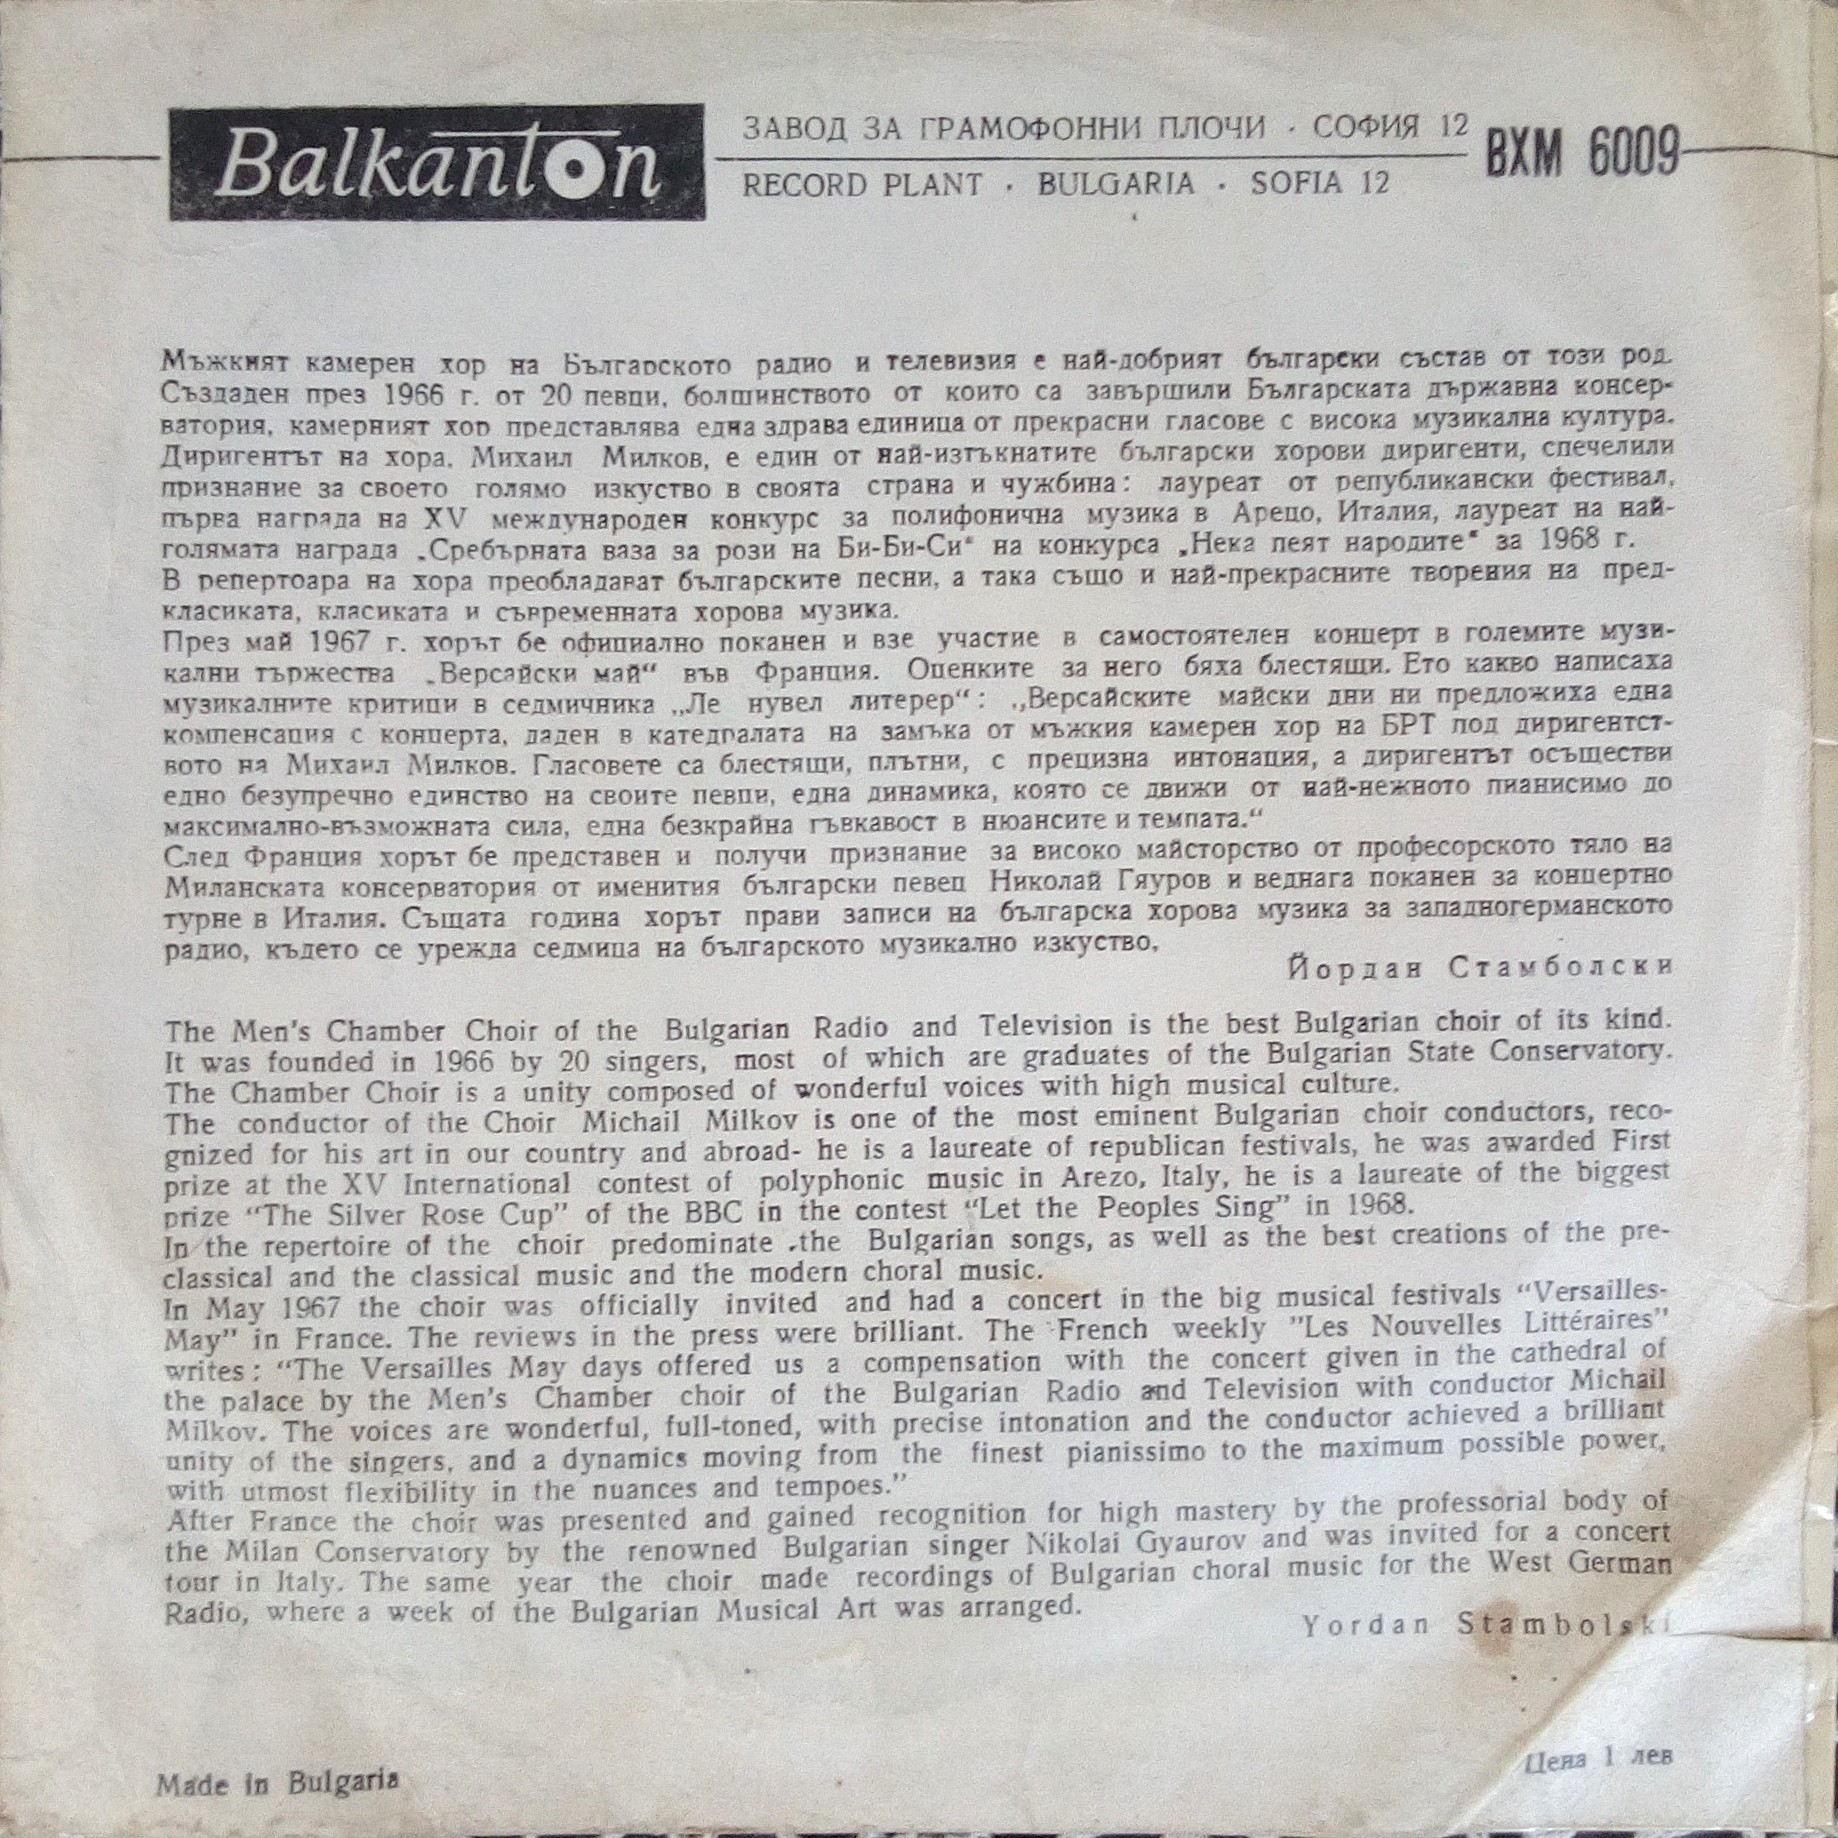 Balkanton
ЗАВОД ЗА ГРАМОФОННИ ПЛОЧИ · СОФИЯ 12
RECORD PLANT · BULGARIA · SOFIA 12
ВХМ 6009
Мъжкият камерен хор на Българското радио и телевизия е най-добрият български състав от този род.
Създаден през 1966 г. от 20 певци, болшинството от които са завършили Българската държавна консер-
ватория, камерният хор представлява една здрава единица от прекрасни гласове с висока музикална култура.
Диригентът на хора, Михаил Милков, е един от най-изтъкнатите български хорови диригенти, спечелили
признание за своето голямо изкуство в своята страна и чужбина: лауреат от републикански фестивал,
първа награда на XV международен конкурс за полифонична музика в Арецо, Италия, лауреат на най-
голямата награда „Сребърната ваза за рози на Би-Би-Си“ на конкурса „Нека пеят народите“ за 1968 г.
В репертоара на хора преобладават българските песни, а така също и най-прекрасните творения на пред-
класиката, класиката и съвременната хорова музика.
През май 1967 г. хорът бе официално поканен и взе участие в самостоятелен концерт в големите музи-
кални тържества „Версайски май“ във Франция. Оценките за него бяха блестящи. Ето какво написаха
музикалните критици в седмичника „Ле нувел литерер“: „Версайските майски дни ни предложиха една
компенсация с концерта, даден в катедралата на замъка от мъжкия камерен хор на БРТ под диригентст-
вото на Михаил Милков. Гласовете са блестящи, плътни, с прецизна интонация, а диригентът осъществи
едно безупречно единство на своите певци, една динамика, която се движи от най-нежното пианисимо до
максимално-възможната сила, една безкрайна гъвкавост в нюансите и темпата.“
След Франция хорът бе представен и получи признание за високо майсторство от професорското тяло на
Миланската консерватория от именития български певец Николай Гяуров и веднага поканен за концертно
турне в Италия. Същата година хорът прави записи на българска хорова музика за западногерманското
радио, където се урежда седмица на българското музикално изкуство.
Йордан Стамболски
The Men's Chamber Choir of the Bulgarian Radio and Television is the best Bulgarian choir of its kind.
It was founded in 1966 by 20 singers, most of which are graduates of the Bulgarian State Conservatory.
The Chamber Choir is a unity composed of wonderful voices with high musical culture.
The conductor of the Choir Michail Milkov is one of the most eminent Bulgarian choir conductors, reco-
gnized for his art in our country and abroad- he is a laureate of republican festivals, he was awarded First
prize at the XV International contest of polyphonic music in Arezo, Italy, he is a laureate of the biggest
prize “The Silver Rose Cup” of the BBC in the contest “Let the Peoples Sing” in 1968.
In the repertoire of the choir predominate the Bulgarian songs, as well as the best creations of the pre-
classical and the classical music and the modern choral music.
In May 1967 the choir was officially invited and had a concert in the big musical festivals “Versailles-
May” in France. The reviews in the press were brilliant. The French weekly ”Les Nouvelles Littéraires”
writes: “The Versailles May days offered us a compensation with the concert given in the cathedral of
the palace by the Men's Chamber choir of the Bulgarian Radio and Television with conductor Michail
Milkov. The voices are wonderful, full-toned, with precise intonation and the conductor achieved a brilliant
unity of the singers, and a dynamics moving from the finest pianissimo to the maximum possible power,
with utmost flexibility in the nuances and tempoes.”
After France the choir was presented and gained recognition for high mastery by the professorial body of
the Milan Conservatory by the renowned Bulgarian singer Nikolai Gyaurov and was invited for a concert
tour in Italy. The same year the choir made recordings of Bulgarian choral music for the West German
Radio, where a week of the Bulgarian Musical Art was arranged.
Yordan Stambolski
Made in Bulgaria
Цена 1 лев